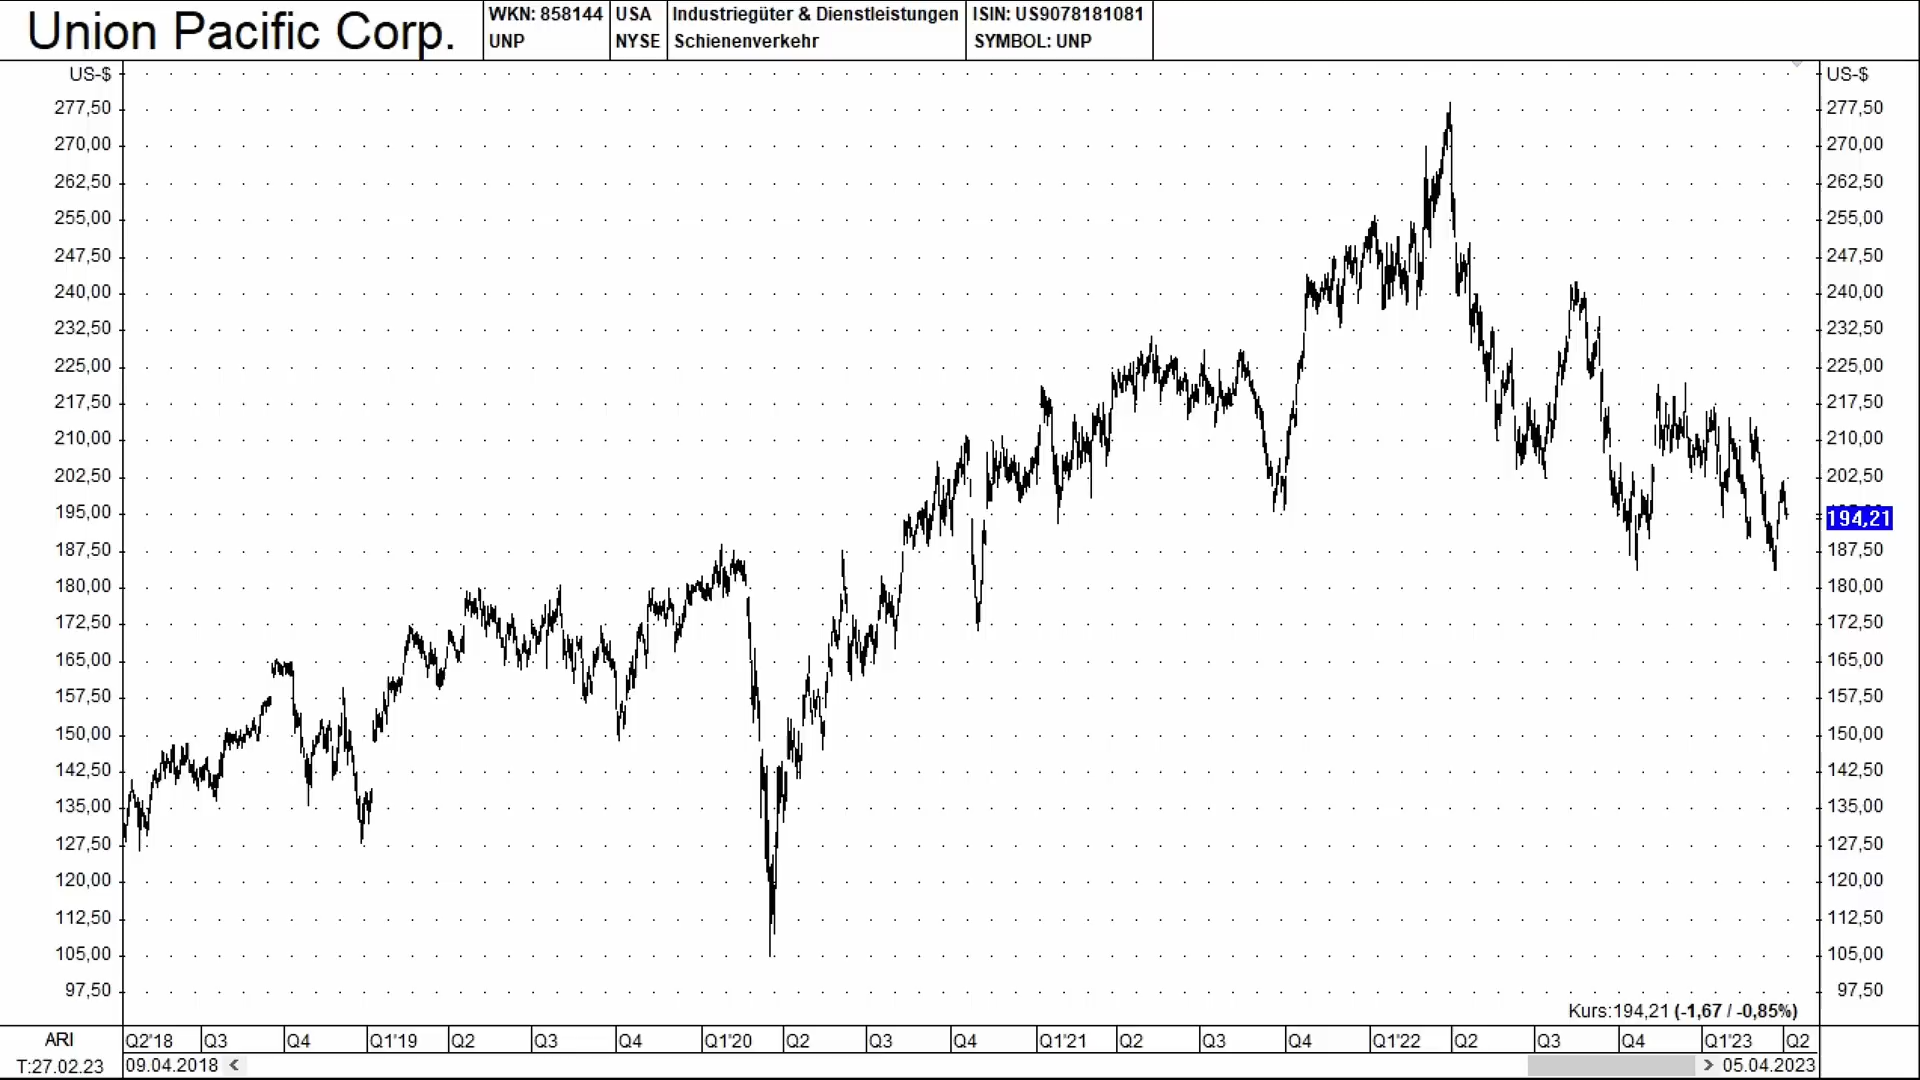 Union Pacific Corp.
WKN: 858144
UNP
USA
NYSE
Industriegüter & Dienstleistungen
Schienenverkehr
ISIN: US9078181081
SYMBOL: UNP
US-$ US-$
277,50 277,50
270,00 270,00
262,50 262,50
255,00 255,00
247,50 247,50
240,00 240,00
232,50 232,50
225,00 225,00
217,50 217,50
210,00 210,00
202,50 202,50
195,00
194,21
187,50 187,50
180,00 180,00
172,50 172,50
165,00 165,00
157,50 157,50
150,00 150,00
142,50 142,50
135,00 135,00
127,50 127,50
120,00 120,00
112,50 112,50
105,00 105,00
97,50 97,50
Kurs:194,21 (-1,67 / -0,85%)
ARI Q2'18 Q3 Q4 Q1'19 Q2 Q3 Q4 Q1'20 Q2 Q3 Q4 Q1'21 Q2 Q3 Q4 Q1'22 Q2 Q3 Q4 Q1'23 Q2
T:27.02.23 09.04.2018 < > 05.04.2023